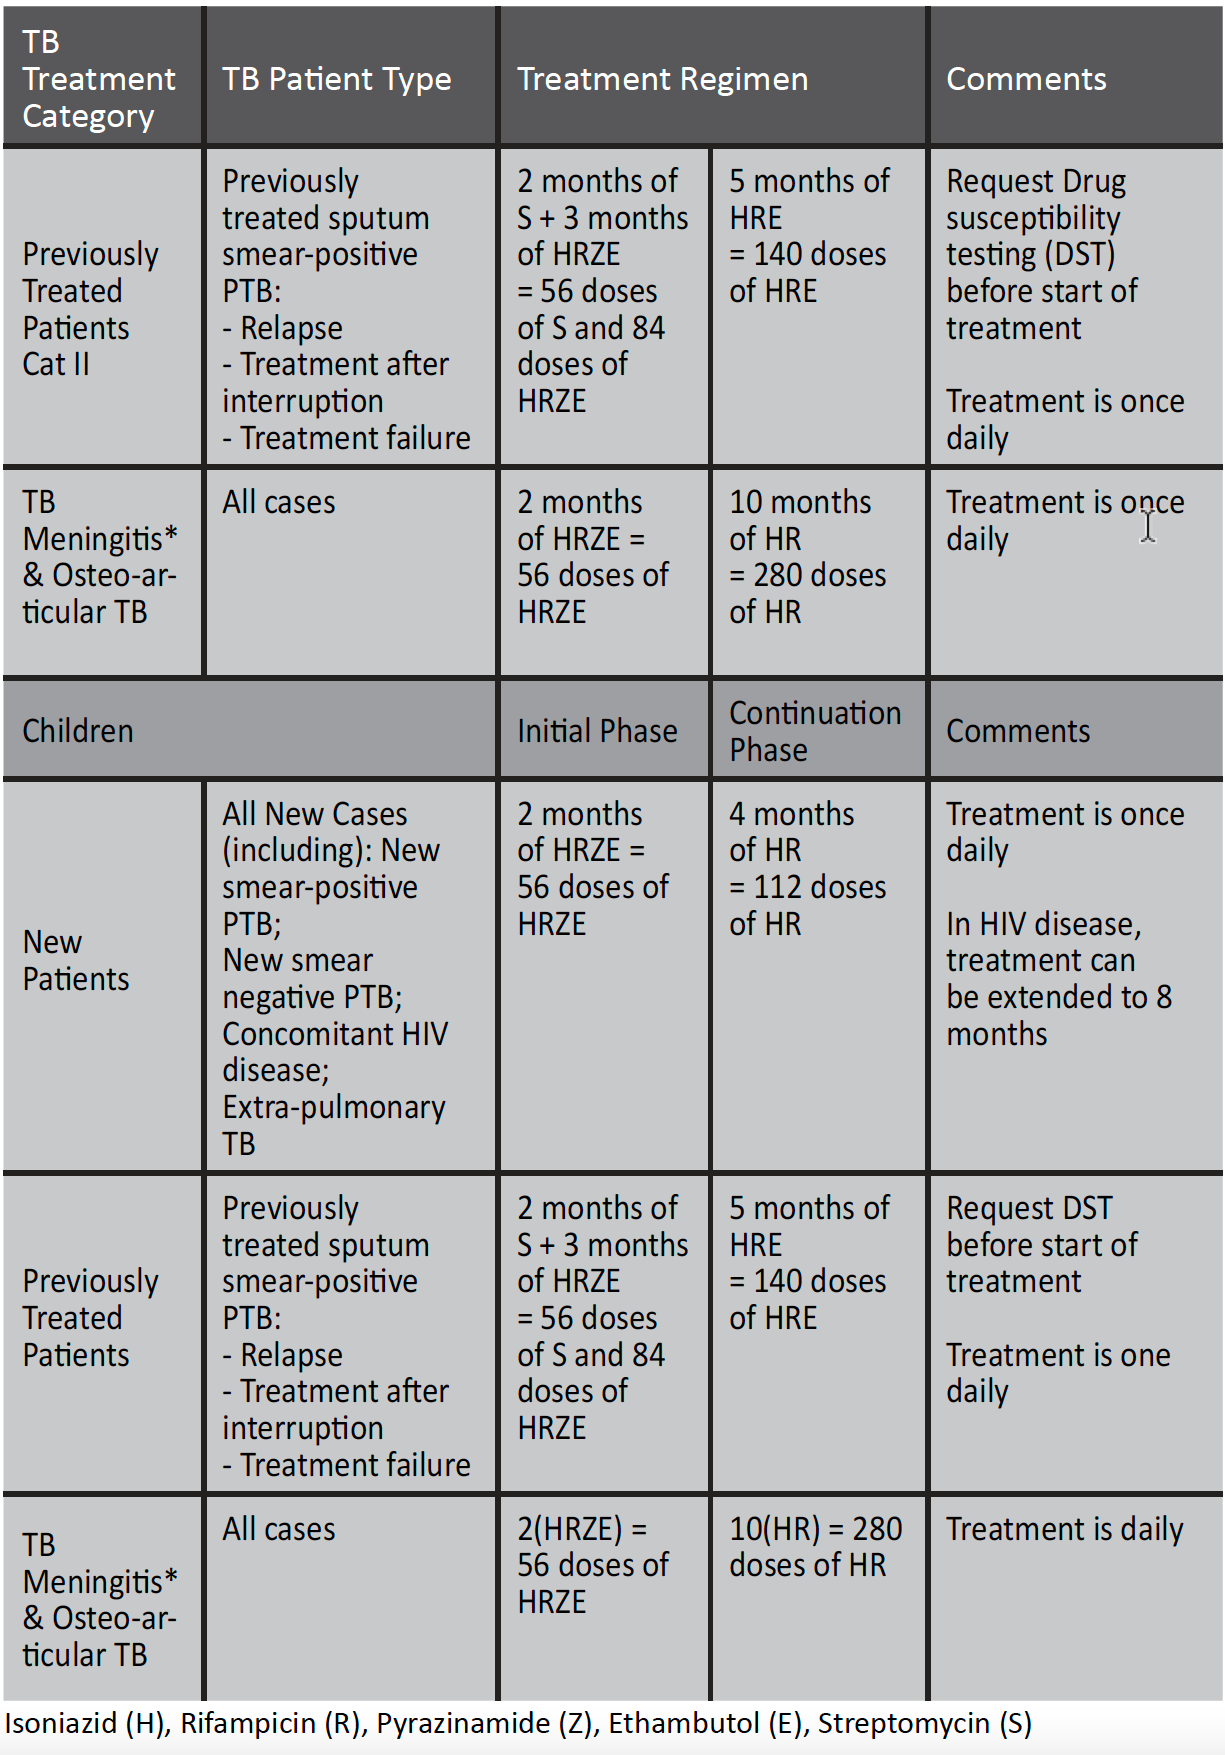 TB
Treatment
Category
TB Patient Type
Treatment Regimen
Comments
Previously
Treated
Patients
Cat II
Previously
treated sputum
smear-positive
PTB:
- Relapse
- Treatment after
interruption
- Treatment failure
2 months of
S + 3 months
of HRZE
= 56 doses
of S and 84
doses of
HRZE
5 months of
HRE
= 140 doses
of HRE
Request Drug
susceptibility
testing (DST)
before start of
treatment
Treatment is once
daily
TB
Meningitis*
& Osteo-ar-
ticular TB
All cases
2 months
of HRZE =
56 doses of
HRZE
10 months
of HR
= 280 doses
of HR
Treatment is once
daily
Children
Initial Phase
Continuation
Phase
Comments
New
Patients
All New Cases
(including): New
smear-positive
PTB;
New smear
negative PTB;
Concomitant HIV
disease;
Extra-pulmonary
TB
2 months
of HRZE =
56 doses of
HRZE
4 months
of HR
= 112 doses
of HR
Treatment is once
daily
In HIV disease,
treatment can
be extended to 8
months
Previously
Treated
Patients
Previously
treated sputum
smear-positive
PTB:
- Relapse
- Treatment after
interruption
- Treatment failure
2 months of
S + 3 months
of HRZE
= 56 doses
of S and 84
doses of
HRZE
5 months of
HRE
= 140 doses
of HRE
Request DST
before start of
treatment
Treatment is one
daily
TB
Meningitis*
& Osteo-ar-
ticular TB
All cases
2(HRZE) =
56 doses of
HRZE
10(HR) = 280
doses of HR
Treatment is daily
Isoniazid (H), Rifampicin (R), Pyrazinamide (Z), Ethambutol (E), Streptomycin (S)